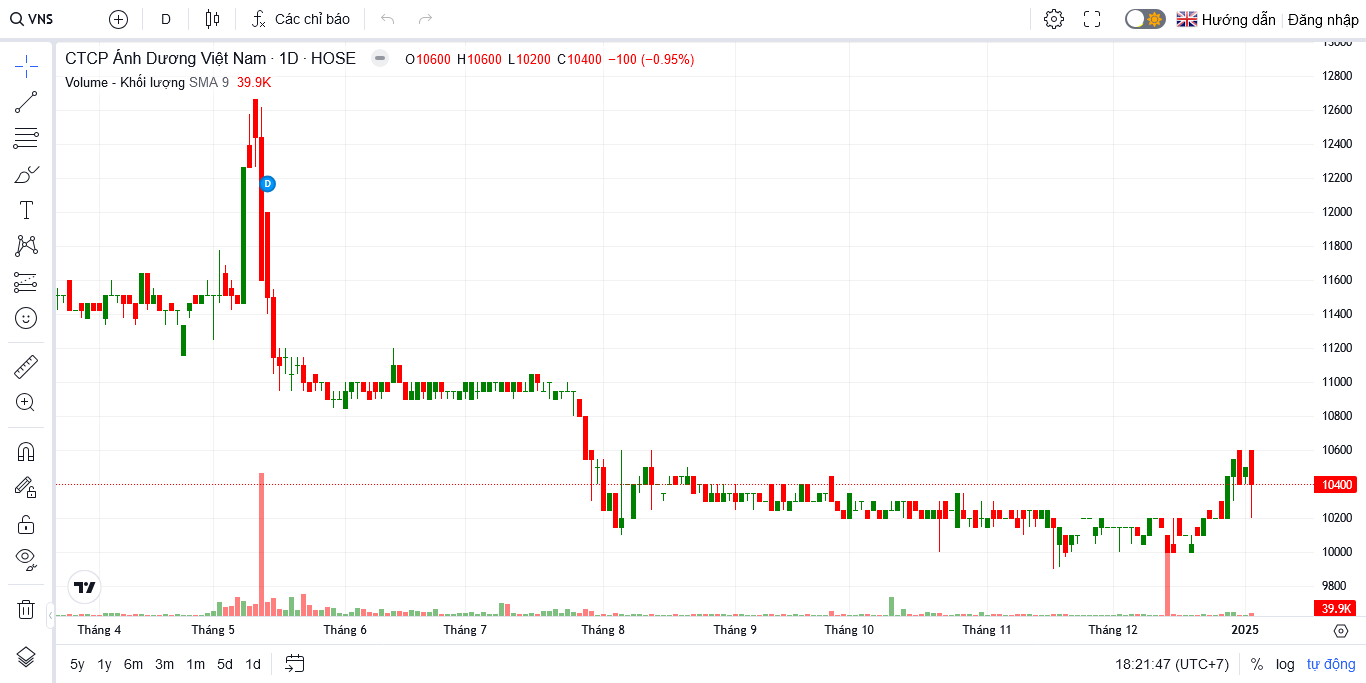 VNS D Các chỉ báo Hướng dẫn Đăng nhập
CTCP Ánh Dương Việt Nam · 1D · HOSE O10600 H10600 L10200 C10400 −100 (−0.95%)
Volume - Khối lượng SMA 9 39.9K
D
13000
12800
12600
12400
12200
12000
11800
11600
11400
11200
11000
10800
10600
10400
10200
10000
9800
39.9K
Tháng 4 Tháng 5 Tháng 6 Tháng 7 Tháng 8 Tháng 9 Tháng 10 Tháng 11 Tháng 12 2025
5y 1y 6m 3m 1m 5d 1d 18:21:47 (UTC+7) % log tự động